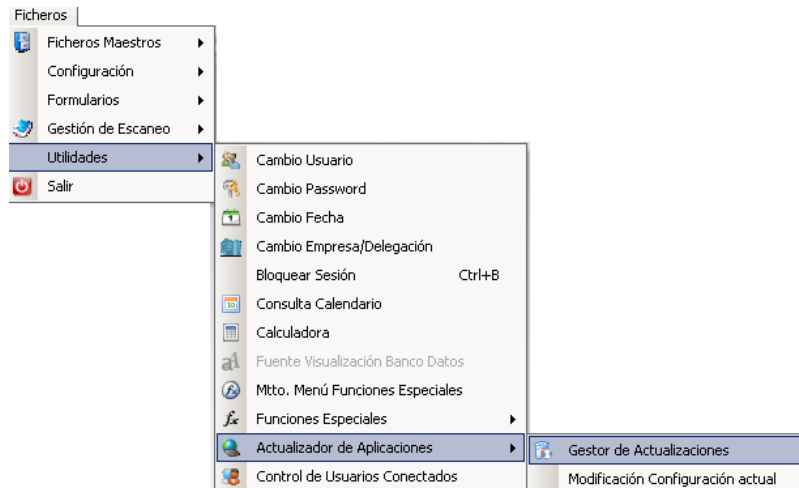 Ficheros
Ficheros Maestros
Configuración
Formularios
Gestión de Escaneo
Utilidades
Salir
Cambio Usuario
Cambio Password
Cambio Fecha
Cambio Empresa/Delegación
Bloquear Sesión Ctrl+B
Consulta Calendario
Calculadora
Fuente Visualización Banco Datos
Mtto. Menú Funciones Especiales
Funciones Especiales
Actualizador de Aplicaciones
Control de Usuarios Conectados
Gestor de Actualizaciones
Modificación Configuración actual